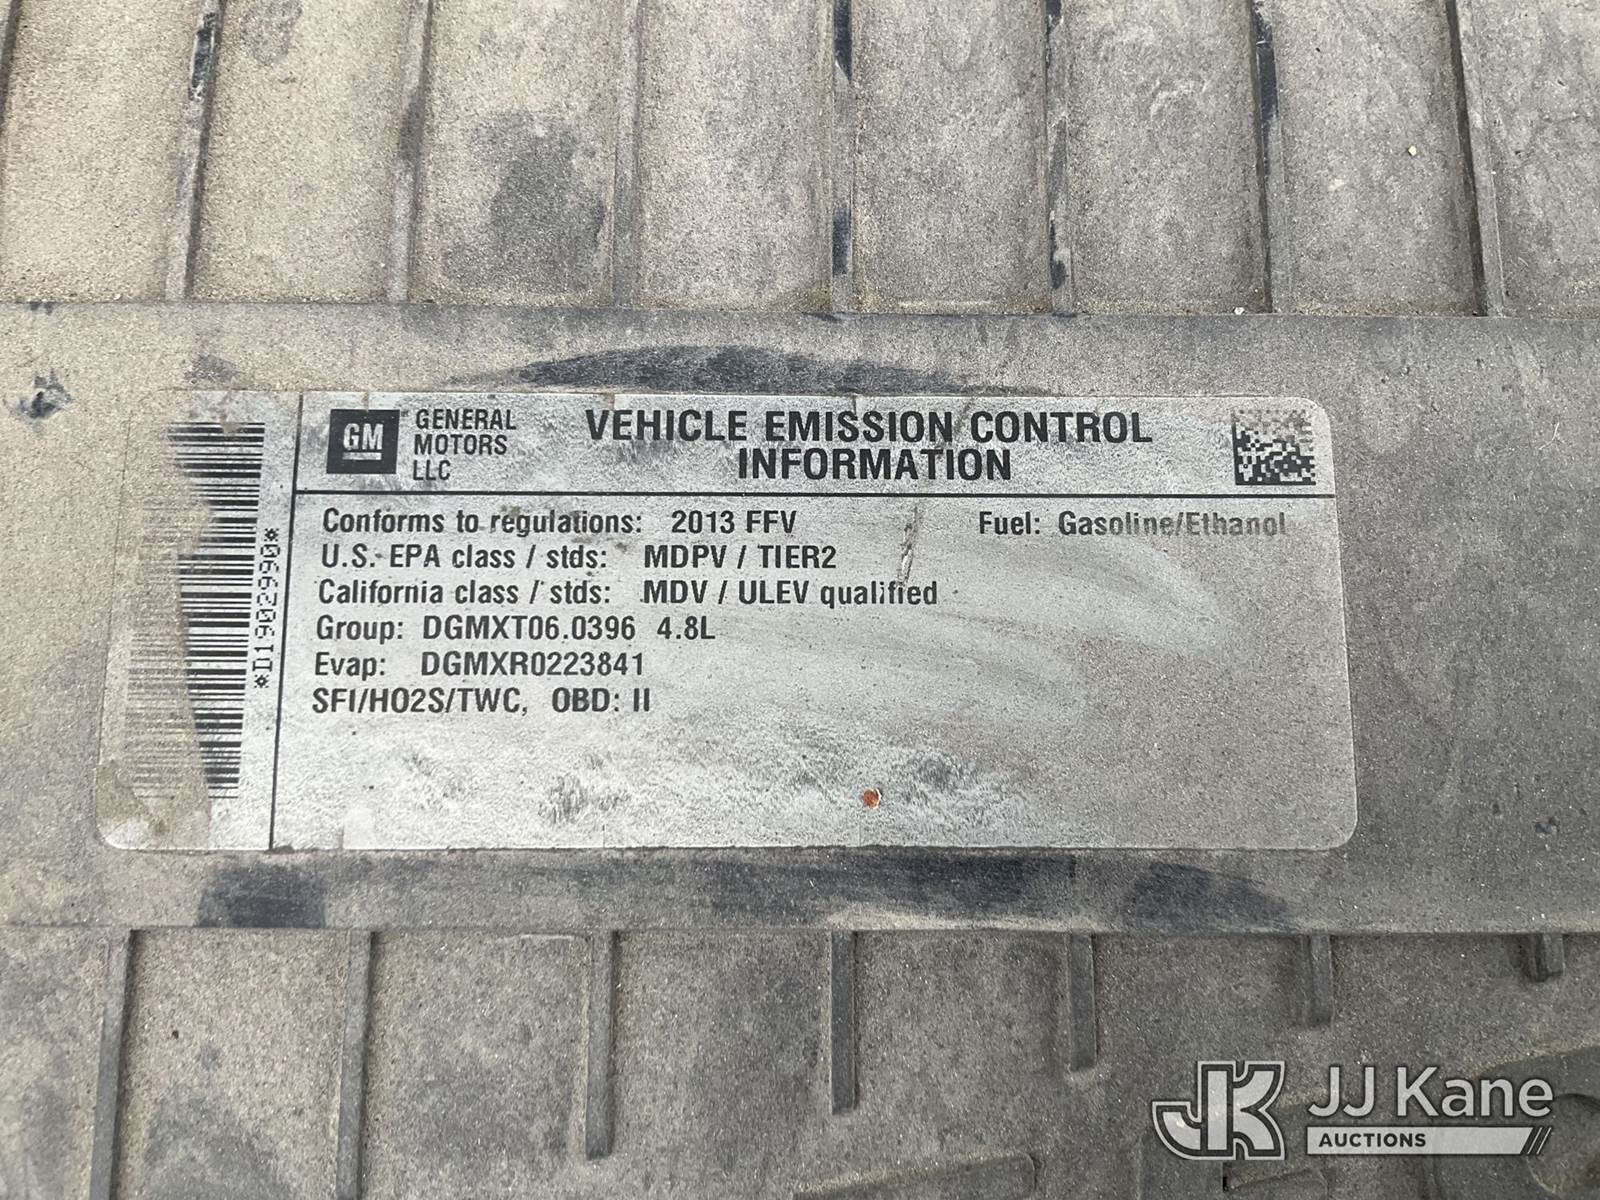 *D1902990*
GM
GENERAL
MOTORS
LLC
VEHICLE EMISSION CONTROL
INFORMATION
Conforms to regulations: 2013 FFV Fuel: Gasoline/Ethanol
U.S. EPA class / stds: MDPV / TIER2
California class / stds: MDV / ULEV qualified
Group: DGMXT06.0396 4.8L
Evap: DGMXR0223841
SFI/HO2S/TWC, OBD: II
JK JJ Kane
AUCTIONS